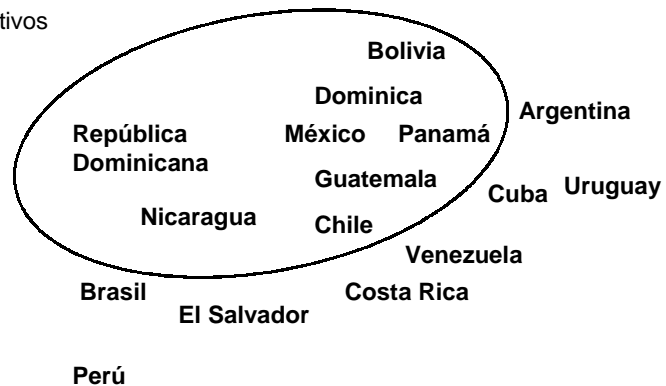 tivos
Bolivia
Dominica
Argentina
República
Dominicana
México
Panamá
Guatemala
Cuba
Uruguay
Nicaragua
Chile
Venezuela
Brasil
Costa Rica
El Salvador
Perú